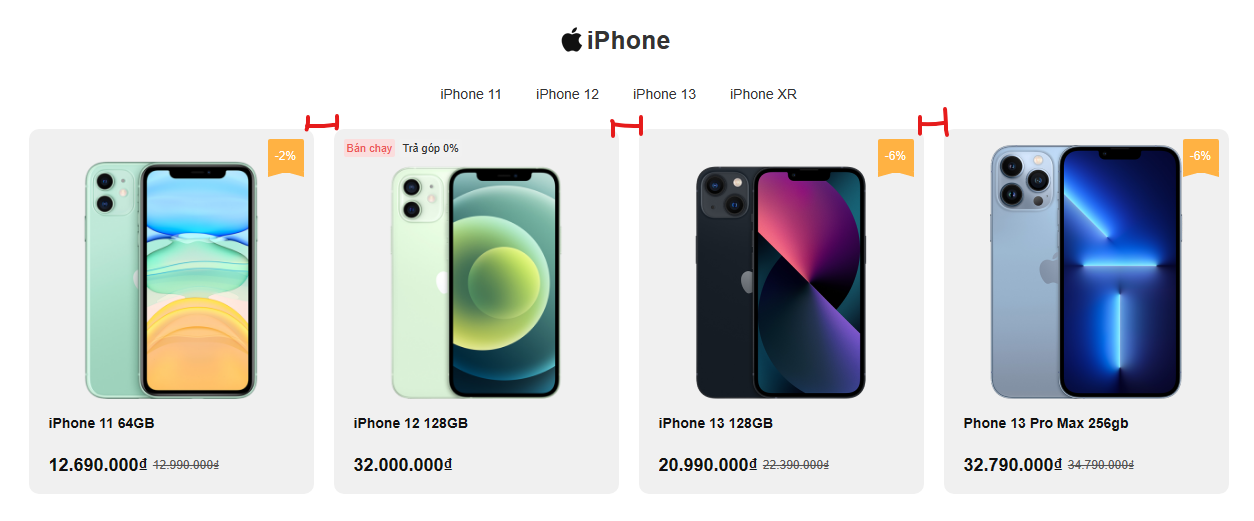 iPhone
iPhone 11 iPhone 12 iPhone 13 iPhone XR
-2%
Bán chạy Trả góp 0%
-6%
-6%
iPhone 11 64GB
12.690.000₫ 12.990.000₫
iPhone 12 128GB
32.000.000₫
iPhone 13 128GB
20.990.000₫ 22.390.000₫
Phone 13 Pro Max 256gb
32.790.000₫ 34.790.000₫